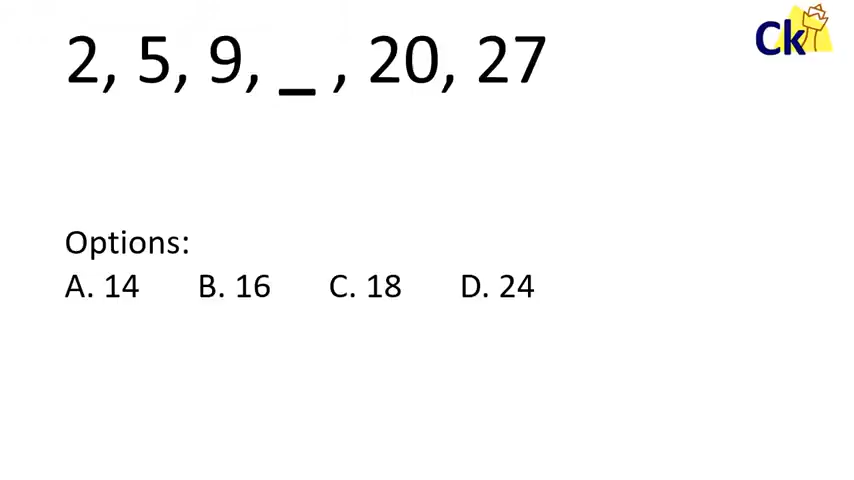 2, 5, 9, _ , 20, 27
Ck
Options:
A. 14 B. 16 C. 18 D. 24